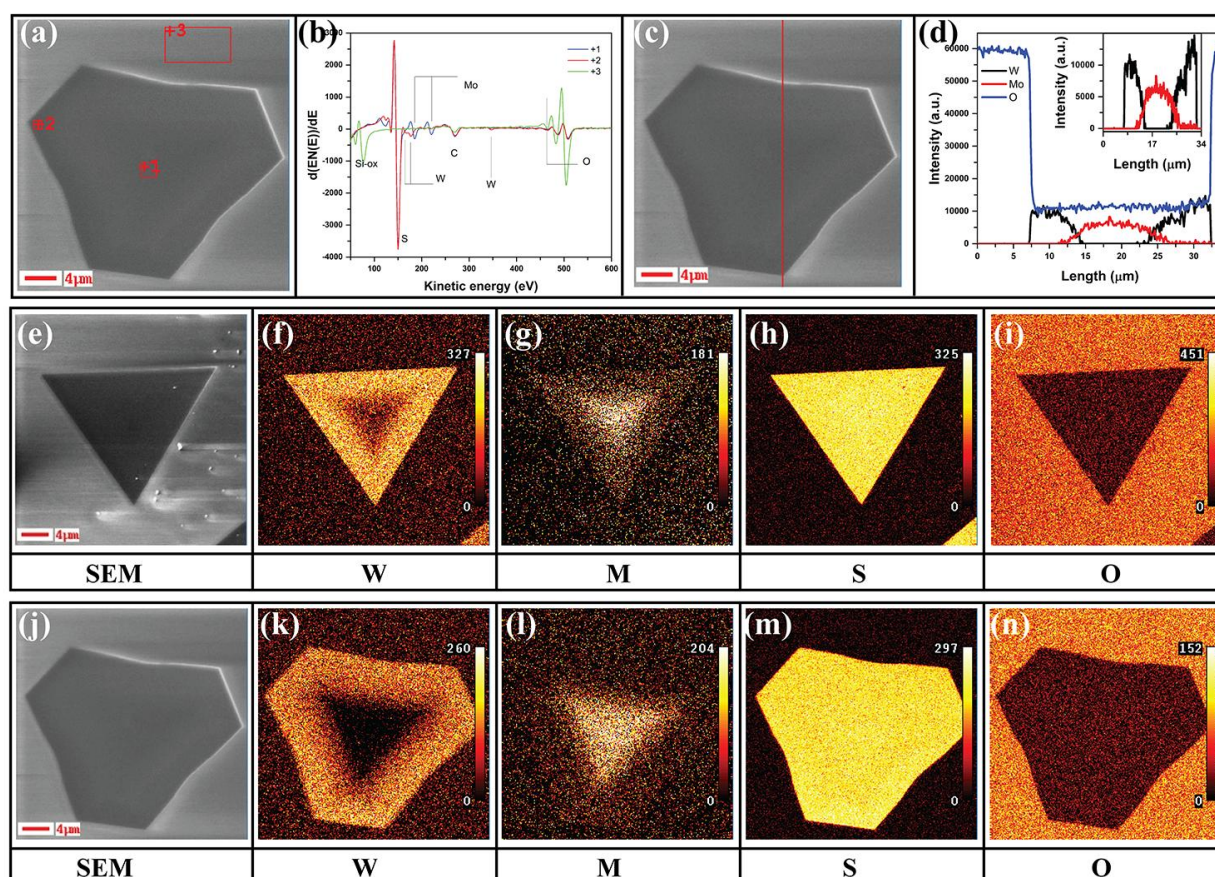 (a)
+3
+2
+1
4μm
(b)
3000
2000
1000
0
-1000
-2000
-3000
-4000
d(EN(E))/dE
+1
+2
+3
Mo
Si-ox
C
O
W
W
S
100
200
300
400
500
600
Kinetic energy (eV)
(c)
4μm
(d)
60000
50000
40000
30000
20000
10000
0
Intensity (a.u.)
W
Mo
O
Intensity (a.u.)
12000
8000
4000
0
0
17
34
Length (μm)
0
5
10
15
20
25
30
Length (μm)
(e)
4μm
(f)
327
0
(g)
181
0
(h)
325
0
(i)
451
0
SEM
W
M
S
O
(j)
4μm
(k)
260
0
(l)
204
0
(m)
297
0
(n)
152
0
SEM
W
M
S
O